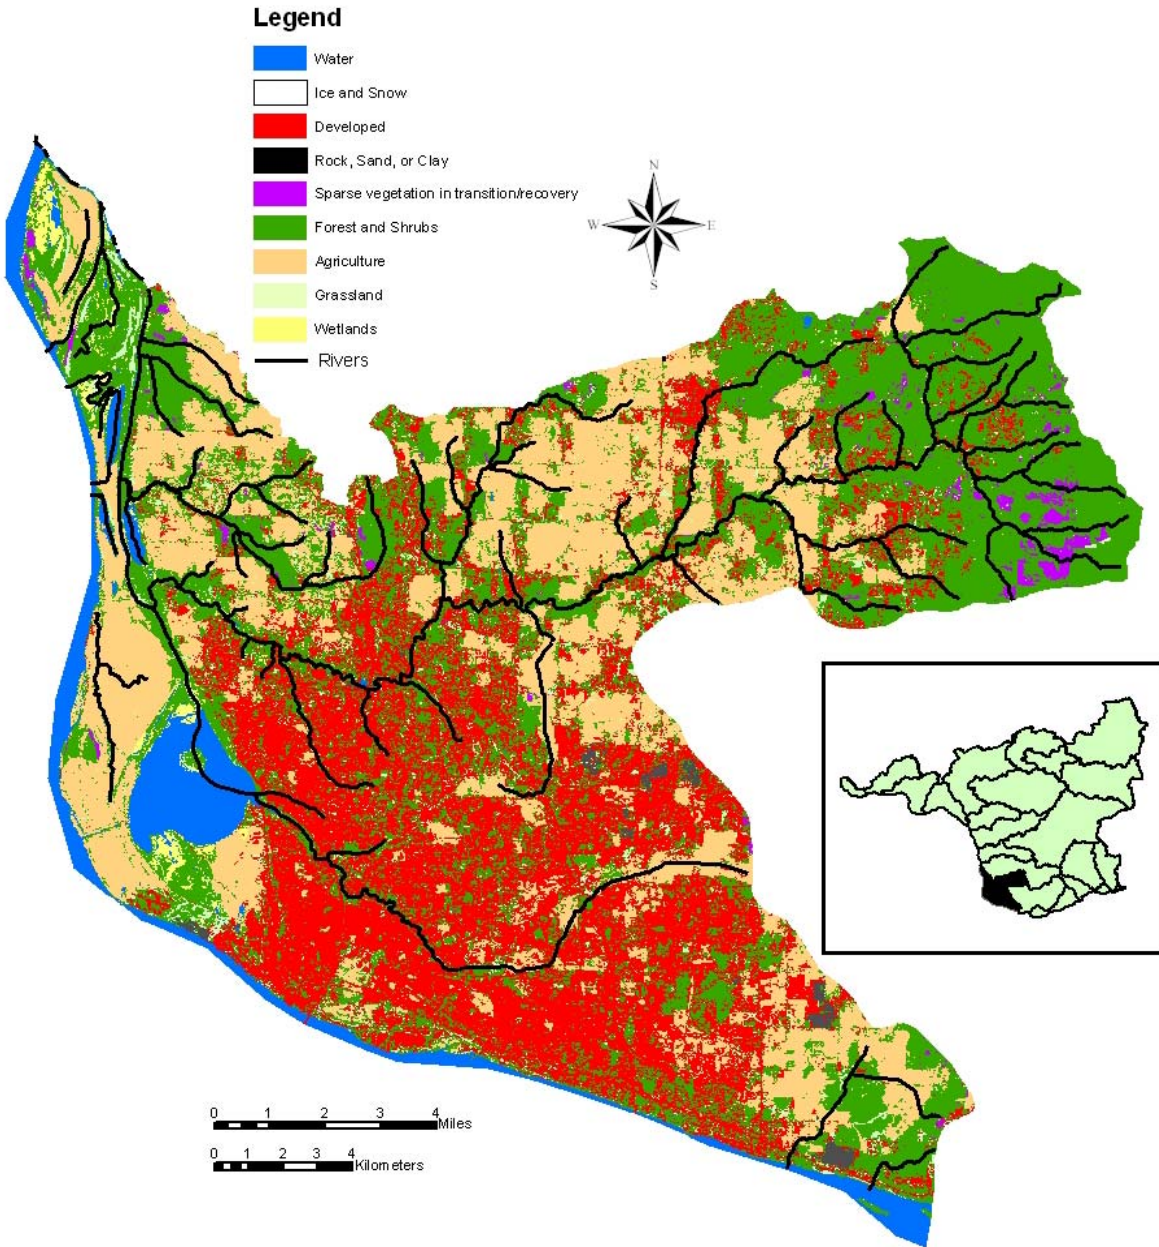 Legend
Water
Ice and Snow
Developed
Rock, Sand, or Clay
Sparse vegetation in transition/recovery
Forest and Shrubs
Agriculture
Grassland
Wetlands
Rivers
N
W E
S
0 1 2 3 4
Miles
0 1 2 3 4
Kilometers